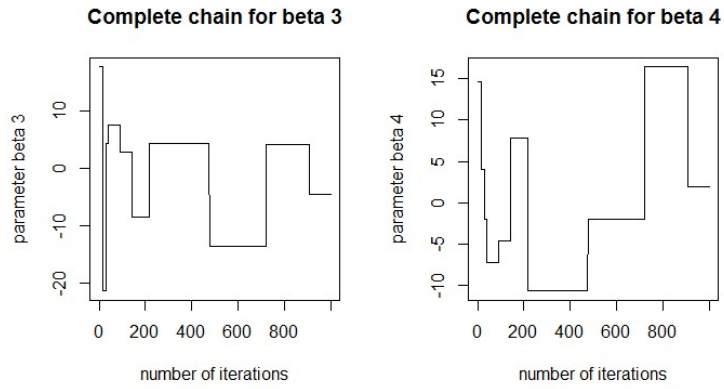 Complete chain for beta 3
parameter beta 3
10
0
-10
-20
0 200 400 600 800
number of iterations
Complete chain for beta 4
parameter beta 4
15
10
5
0
-5
-10
0 200 400 600 800
number of iterations